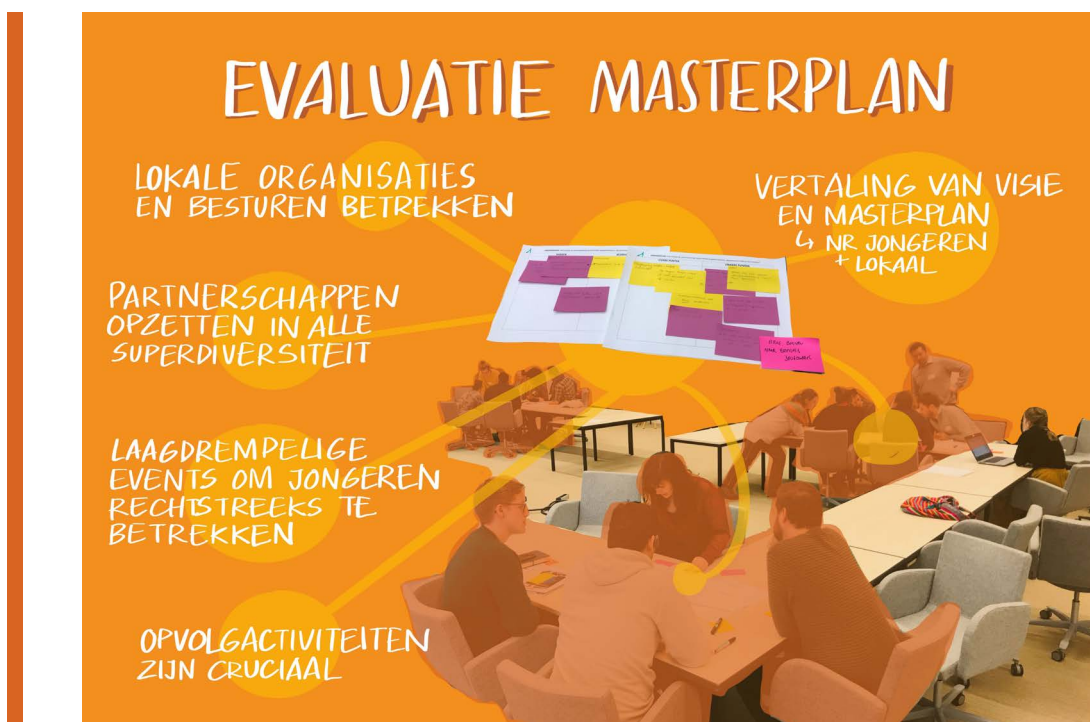 EVALUATIE MASTERPLAN
LOKALE ORGANISATIES
EN BESTUREN BETREKKEN
VERTALING VAN VISIE
EN MASTERPLAN
↳ NR JONGEREN
+ LOKAAL
PARTNERSCHAPPEN
OPZETTEN IN ALLE
SUPERDIVERSITEIT
LAAGDREMPELIGE
EVENTS OM JONGEREN
RECHTSTREEKS TE
BETREKKEN
OPVOLGACTIVITEITEN
ZIJN CRUCIAAL